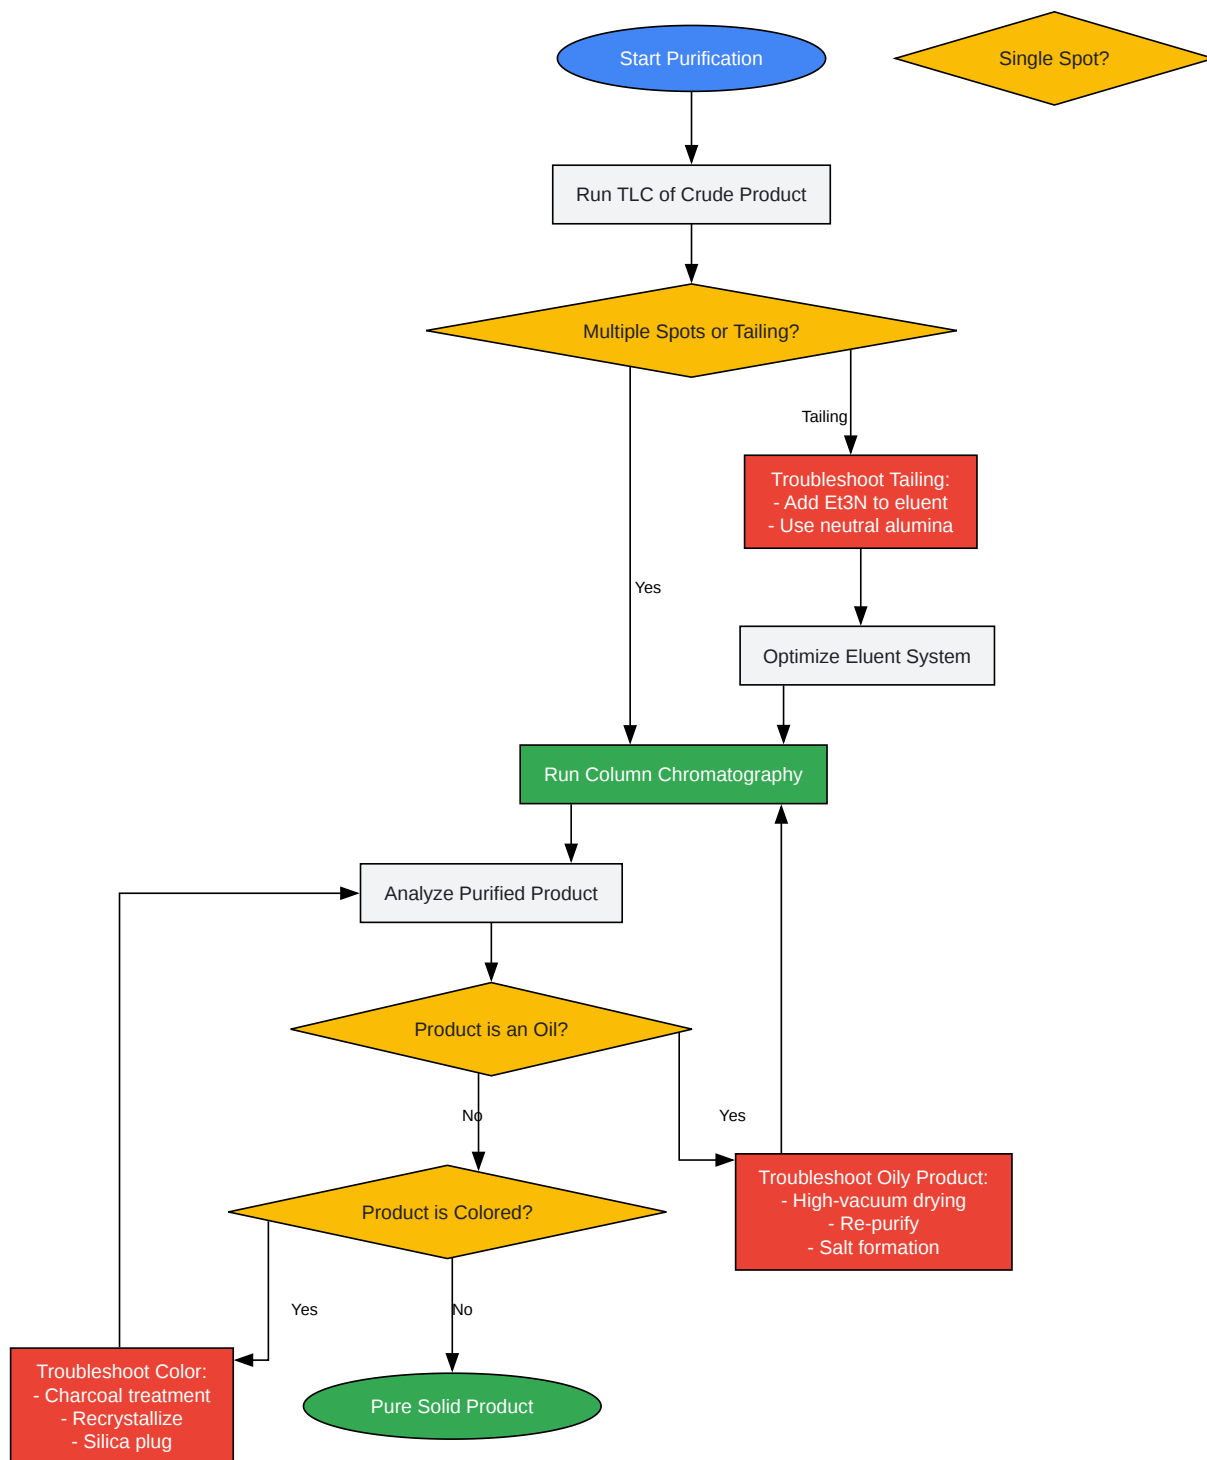 Start Purification
Single Spot?
Run TLC of Crude Product
Multiple Spots or Tailing?
Tailing
Troubleshoot Tailing:
- Add Et3N to eluent
- Use neutral alumina
Yes
Optimize Eluent System
Run Column Chromatography
Analyze Purified Product
Product is an Oil?
No
Yes
Troubleshoot Oily Product:
- High-vacuum drying
- Re-purify
- Salt formation
Product is Colored?
Yes
No
Troubleshoot Color:
- Charcoal treatment
- Recrystallize
- Silica plug
Pure Solid Product